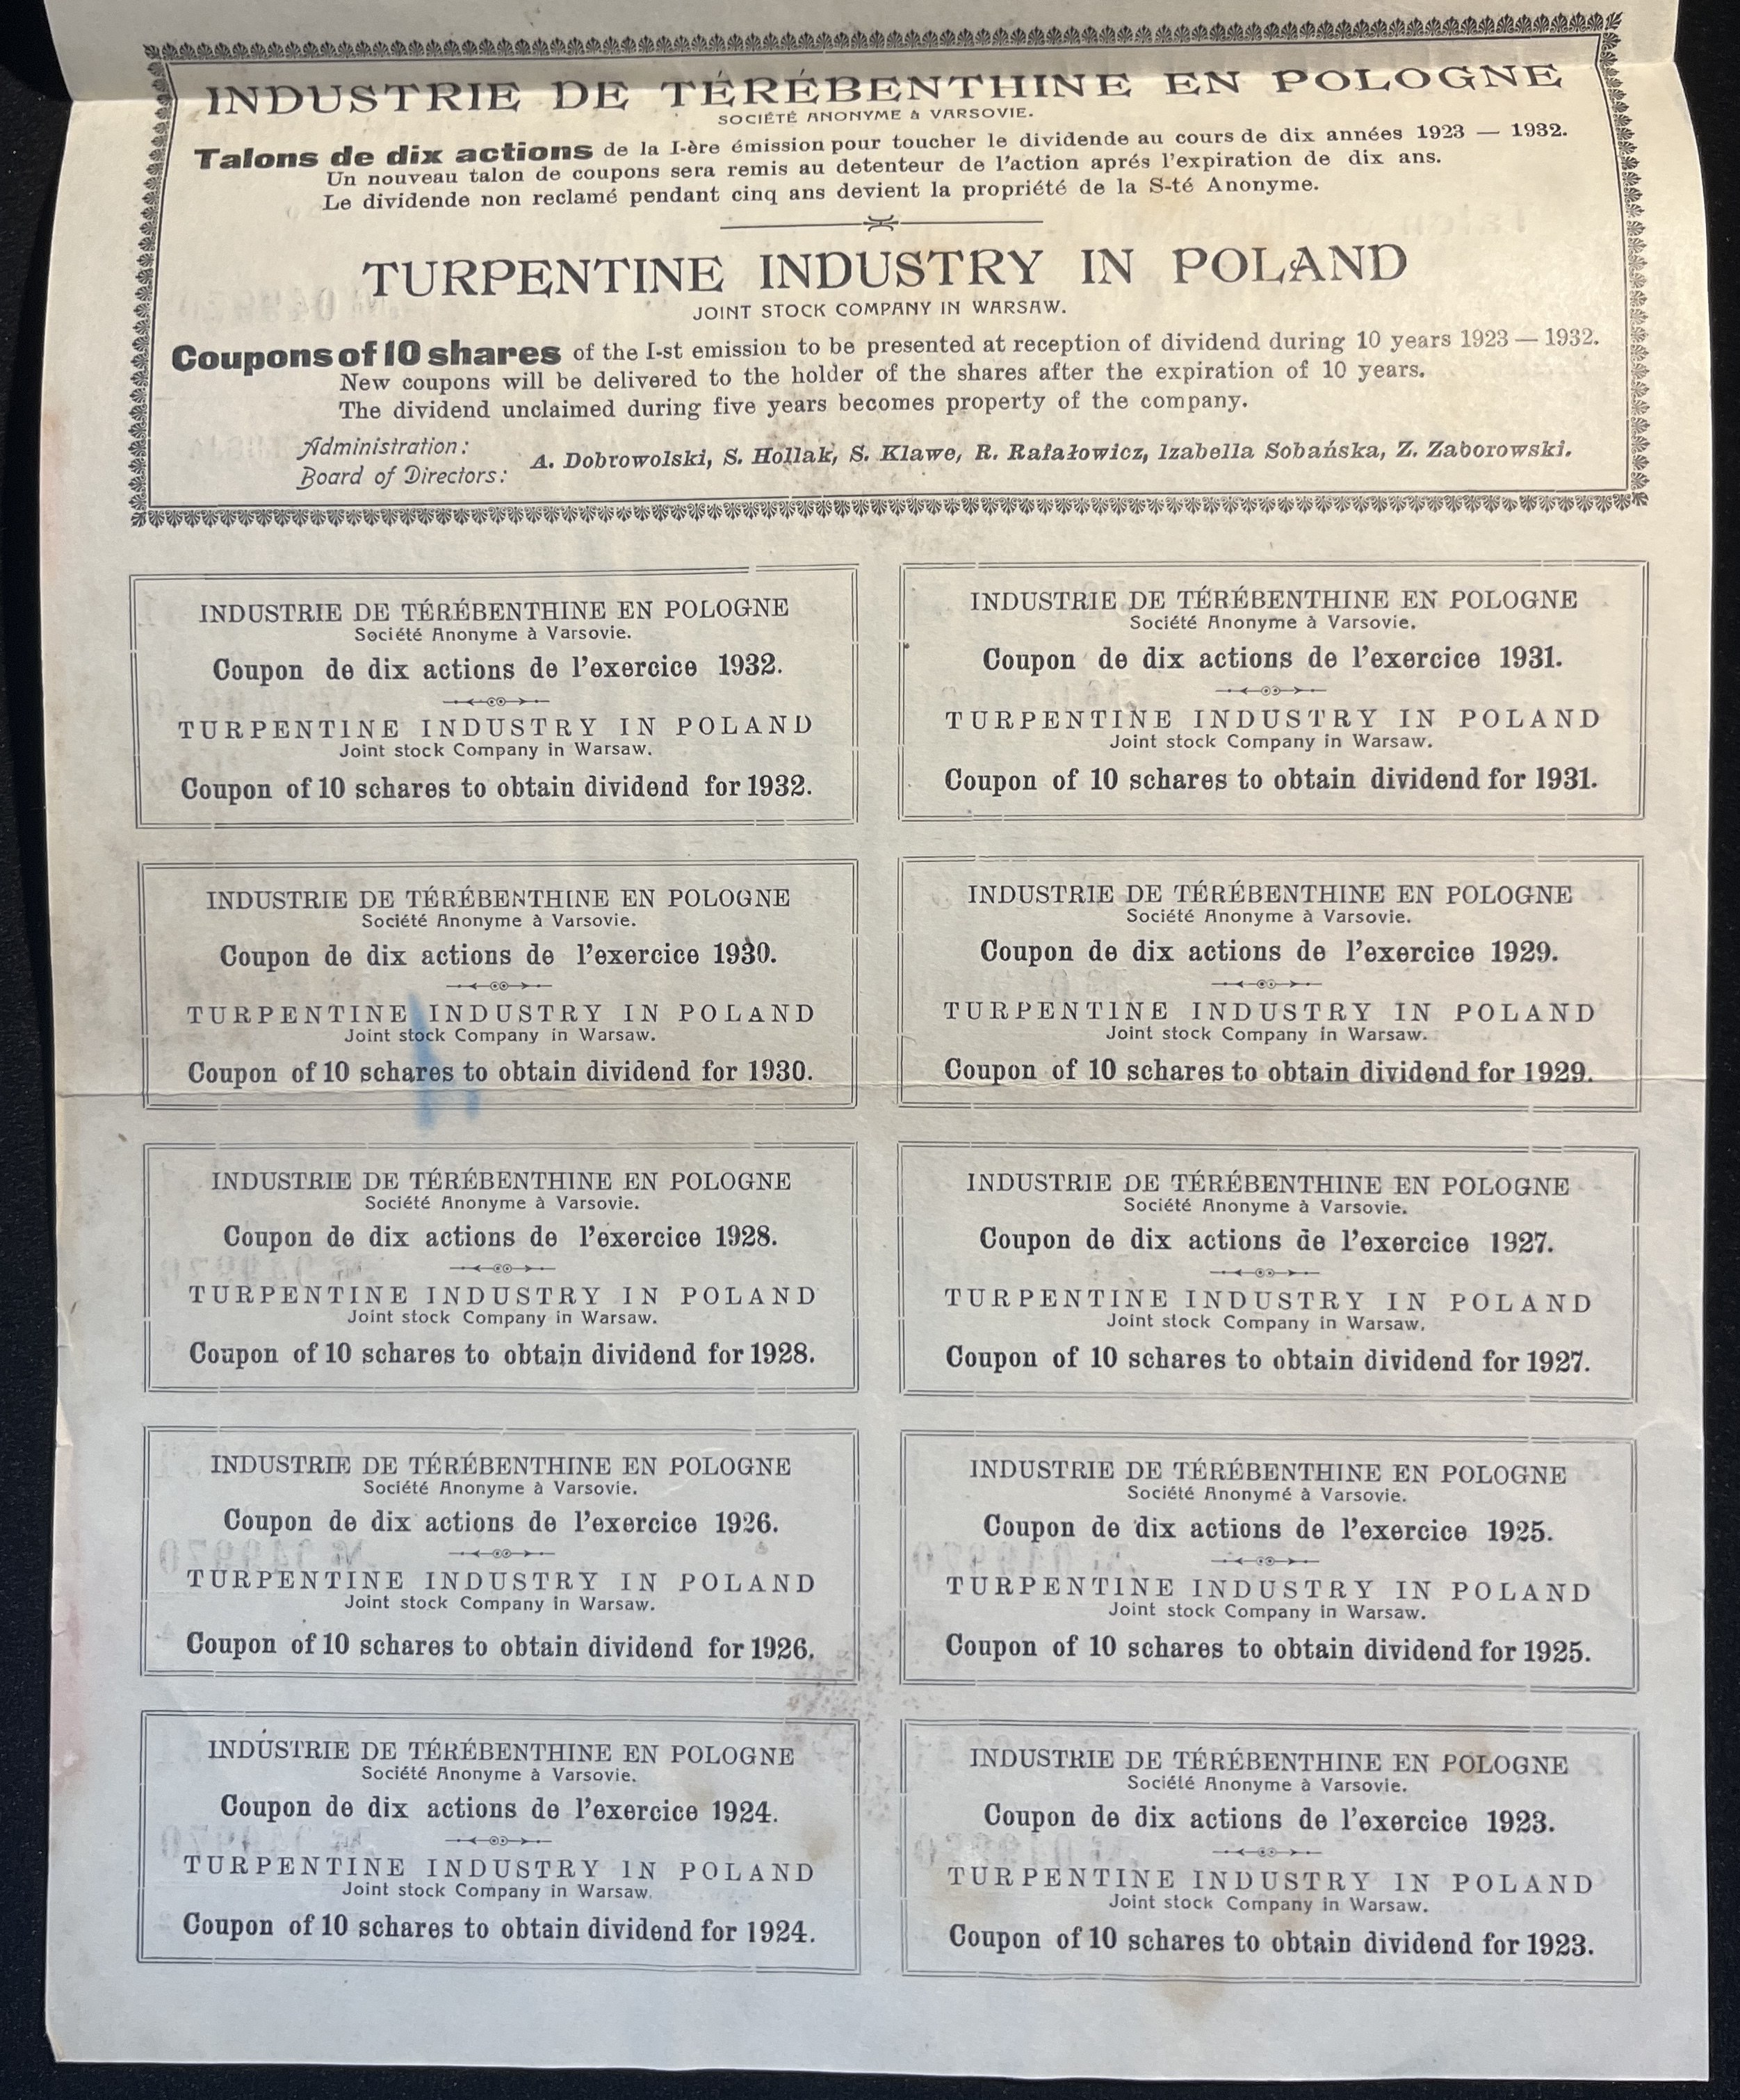 INDUSTRIE DE TÉRÉBENTHINE EN POLOGNE
SOCIÉTÉ ANONYME à VARSOVIE.
Talons de dix actions de la I-ère émission pour toucher le dividende au cours de dix années 1923 — 1932.
Un nouveau talon de coupons sera remis au detenteur de l'action aprés l'expiration de dix ans.
Le dividende non reclamé pendant cinq ans devient la propriété de la S-té Anonyme.
TURPENTINE INDUSTRY IN POLAND
JOINT STOCK COMPANY IN WARSAW.
Coupons of 10 shares of the I-st emission to be presented at reception of dividend during 10 years 1923 — 1932.
New coupons will be delivered to the holder of the shares after the expiration of 10 years.
The dividend unclaimed during five years becomes property of the company.
Administration:
Board of Directors:
A. Dobrowolski, S. Hollak, S. Klawe, R. Rafałowicz, Izabella Sobańska, Z. Zaborowski.
INDUSTRIE DE TÉRÉBENTHINE EN POLOGNE
Société Anonyme à Varsovie.
Coupon de dix actions de l'exercice 1932.
TURPENTINE INDUSTRY IN POLAND
Joint stock Company in Warsaw.
Coupon of 10 schares to obtain dividend for 1932.
INDUSTRIE DE TÉRÉBENTHINE EN POLOGNE
Société Anonyme à Varsovie.
Coupon de dix actions de l'exercice 1931.
TURPENTINE INDUSTRY IN POLAND
Joint stock Company in Warsaw.
Coupon of 10 schares to obtain dividend for 1931.
INDUSTRIE DE TÉRÉBENTHINE EN POLOGNE
Société Anonyme à Varsovie.
Coupon de dix actions de l'exercice 1930.
TURPENTINE INDUSTRY IN POLAND
Joint stock Company in Warsaw.
Coupon of 10 schares to obtain dividend for 1930.
INDUSTRIE DE TÉRÉBENTHINE EN POLOGNE
Société Anonyme à Varsovie.
Coupon de dix actions de l'exercice 1929.
TURPENTINE INDUSTRY IN POLAND
Joint stock Company in Warsaw.
Coupon of 10 schares to obtain dividend for 1929.
INDUSTRIE DE TÉRÉBENTHINE EN POLOGNE
Société Anonyme à Varsovie.
Coupon de dix actions de l'exercice 1928.
TURPENTINE INDUSTRY IN POLAND
Joint stock Company in Warsaw.
Coupon of 10 schares to obtain dividend for 1928.
INDUSTRIE DE TÉRÉBENTHINE EN POLOGNE
Société Anonyme à Varsovie.
Coupon de dix actions de l'exercice 1927.
TURPENTINE INDUSTRY IN POLAND
Joint stock Company in Warsaw.
Coupon of 10 schares to obtain dividend for 1927.
INDUSTRIE DE TÉRÉBENTHINE EN POLOGNE
Société Anonyme à Varsovie.
Coupon de dix actions de l'exercice 1926.
TURPENTINE INDUSTRY IN POLAND
Joint stock Company in Warsaw.
Coupon of 10 schares to obtain dividend for 1926.
INDUSTRIE DE TÉRÉBENTHINE EN POLOGNE
Société Anonymé à Varsovie.
Coupon de dix actions de l'exercice 1925.
TURPENTINE INDUSTRY IN POLAND
Joint stock Company in Warsaw.
Coupon of 10 schares to obtain dividend for 1925.
INDUSTRIE DE TÉRÉBENTHINE EN POLOGNE
Société Anonyme à Varsovie.
Coupon de dix actions de l'exercice 1924.
TURPENTINE INDUSTRY IN POLAND
Joint stock Company in Warsaw.
Coupon of 10 schares to obtain dividend for 1924.
INDUSTRIE DE TÉRÉBENTHINE EN POLOGNE
Société Anonyme à Varsovie.
Coupon de dix actions de l'exercice 1923.
TURPENTINE INDUSTRY IN POLAND
Joint stock Company in Warsaw.
Coupon of 10 schares to obtain dividend for 1923.